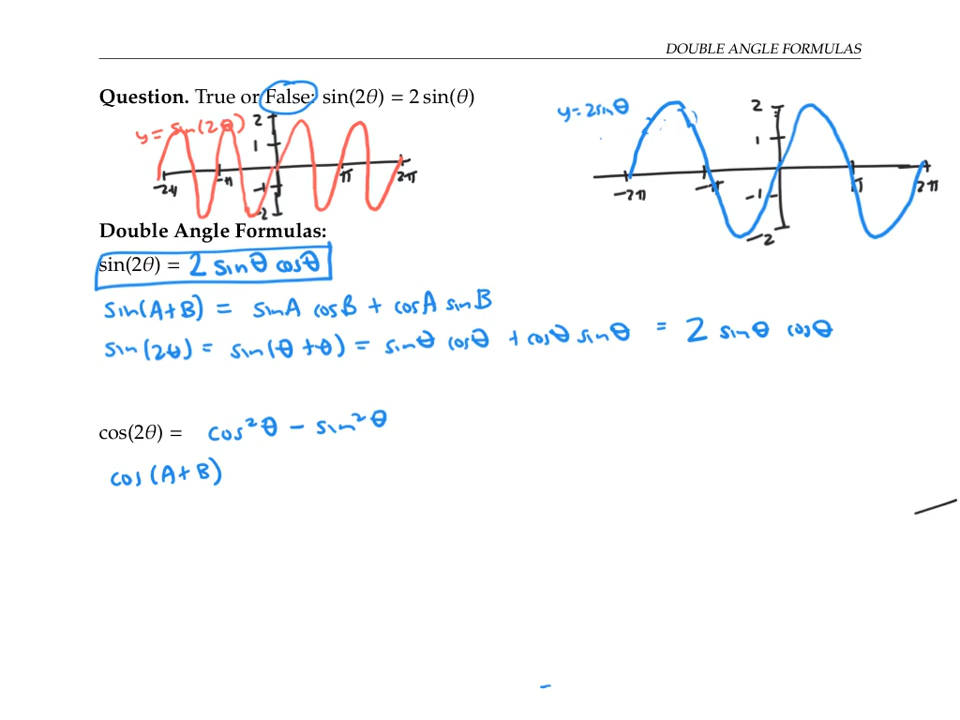 DOUBLE ANGLE FORMULAS
Question. True or False: sin(2θ) = 2 sin(θ)
y = sin(2θ)
2
1
-1
-2
-2π
-π
π
2π
y=2sinθ
2
1
-1
-2
-2π
-π
π
2π
Double Angle Formulas:
sin(2θ) = 2 sinθ cosθ
sin(A+B) = sinA cosB + cosA sinB
sin(2θ) = sin(θ+θ) = sinθ cosθ + cosθ sinθ = 2 sinθ cosθ
cos(2θ) = cos²θ - sin²θ
cos(A+B)